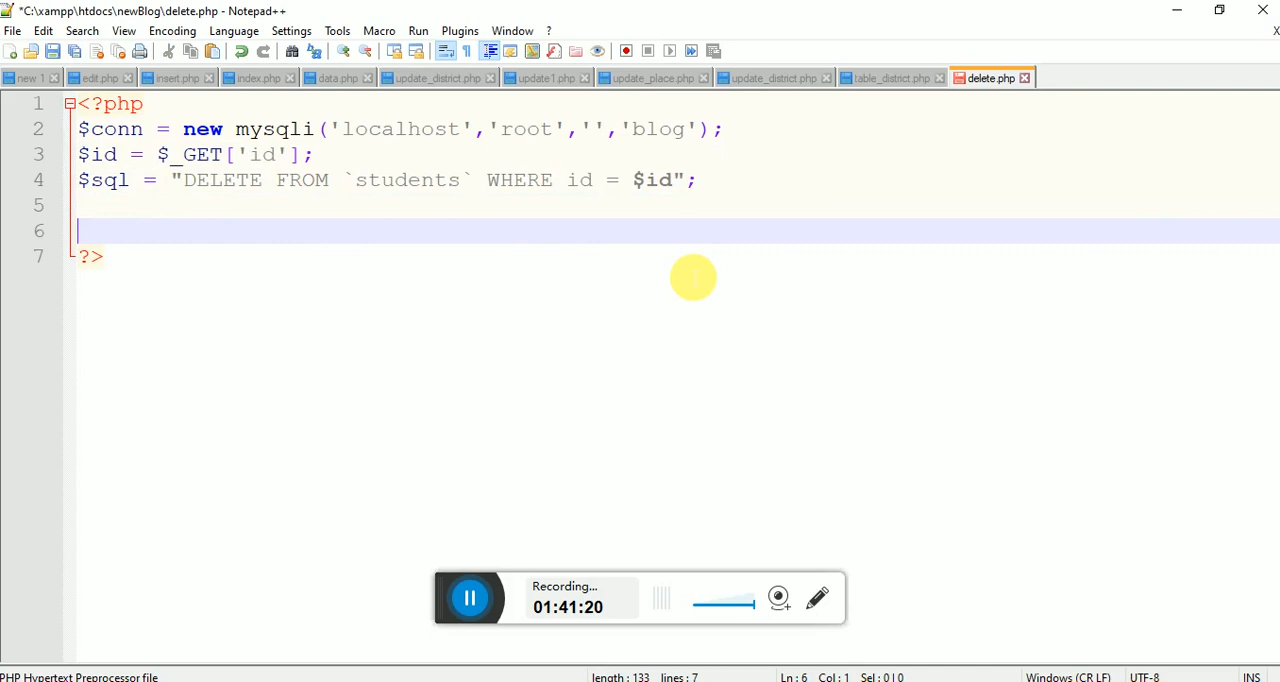 *C:\xampp\htdocs\newBlog\delete.php - Notepad++
File Edit Search View Encoding Language Settings Tools Macro Run Plugins Window ? X
new 1 edit.php insert.php index.php data.php update_district.php update1.php update_place.php update_district.php table_district.php delete.php
1 <?php
2 $conn = new mysqli('localhost','root','','blog');
3 $id = $_GET['id'];
4 $sql = "DELETE FROM `students` WHERE id = $id";
5
6
7 ?>
Recording...
01:41:20
PHP Hypertext Preprocessor file length : 133 lines : 7 Ln : 6 Col : 1 Sel : 0 | 0 Windows (CR LF) UTF-8 INS